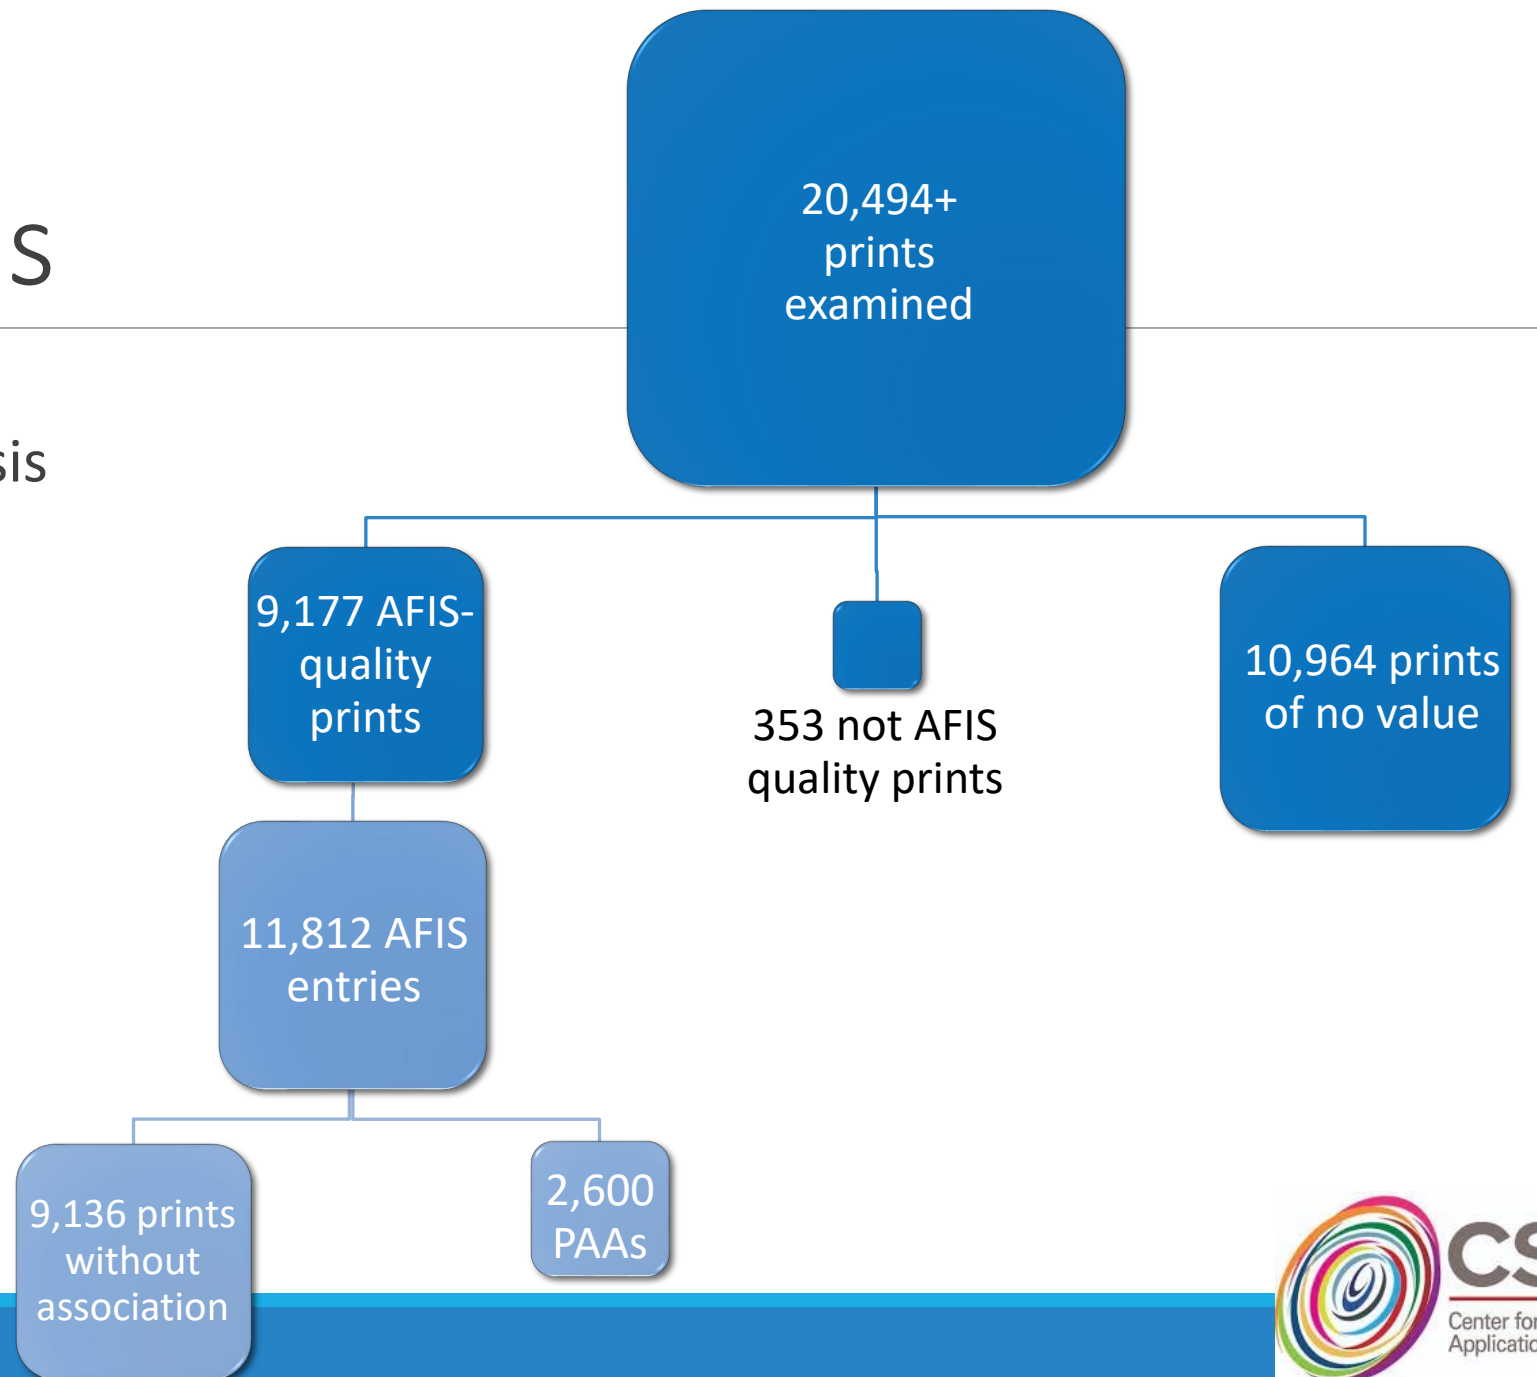 20,494+
prints
examined
s
sis
9,177 AFIS-
quality
prints
353 not AFIS
quality prints
10,964 prints
of no value
11,812 AFIS
entries
9,136 prints
without
association
2,600
PAAs
CS
Center for
Applicatio